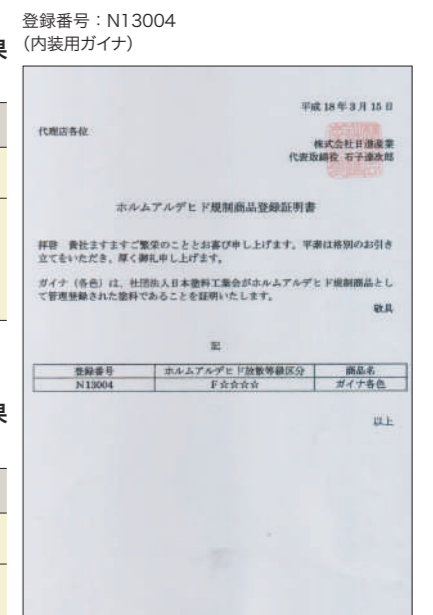 登録番号:N13004
(内装用ガイナ)
果
平成18年3月15日
代理店各位
株式会社日進産業
代表取締役 石子達次郎
ホルムアルデヒド規制商品登録証明書
拝啓 貴社ますますご繁栄のこととお喜び申し上げます。平素は格別のお引き
立てをいただき、厚く御礼申し上げます。
ガイナ(各色)は、社団法人日本塗料工業会がホルムアルデヒド規制商品とし
て管理登録された塗料であることを証明いたします。
敬具
記
登録番号 ホルムアルデヒド放散等級区分 商品名
N13004 F☆☆☆☆ ガイナ各色
以上
果